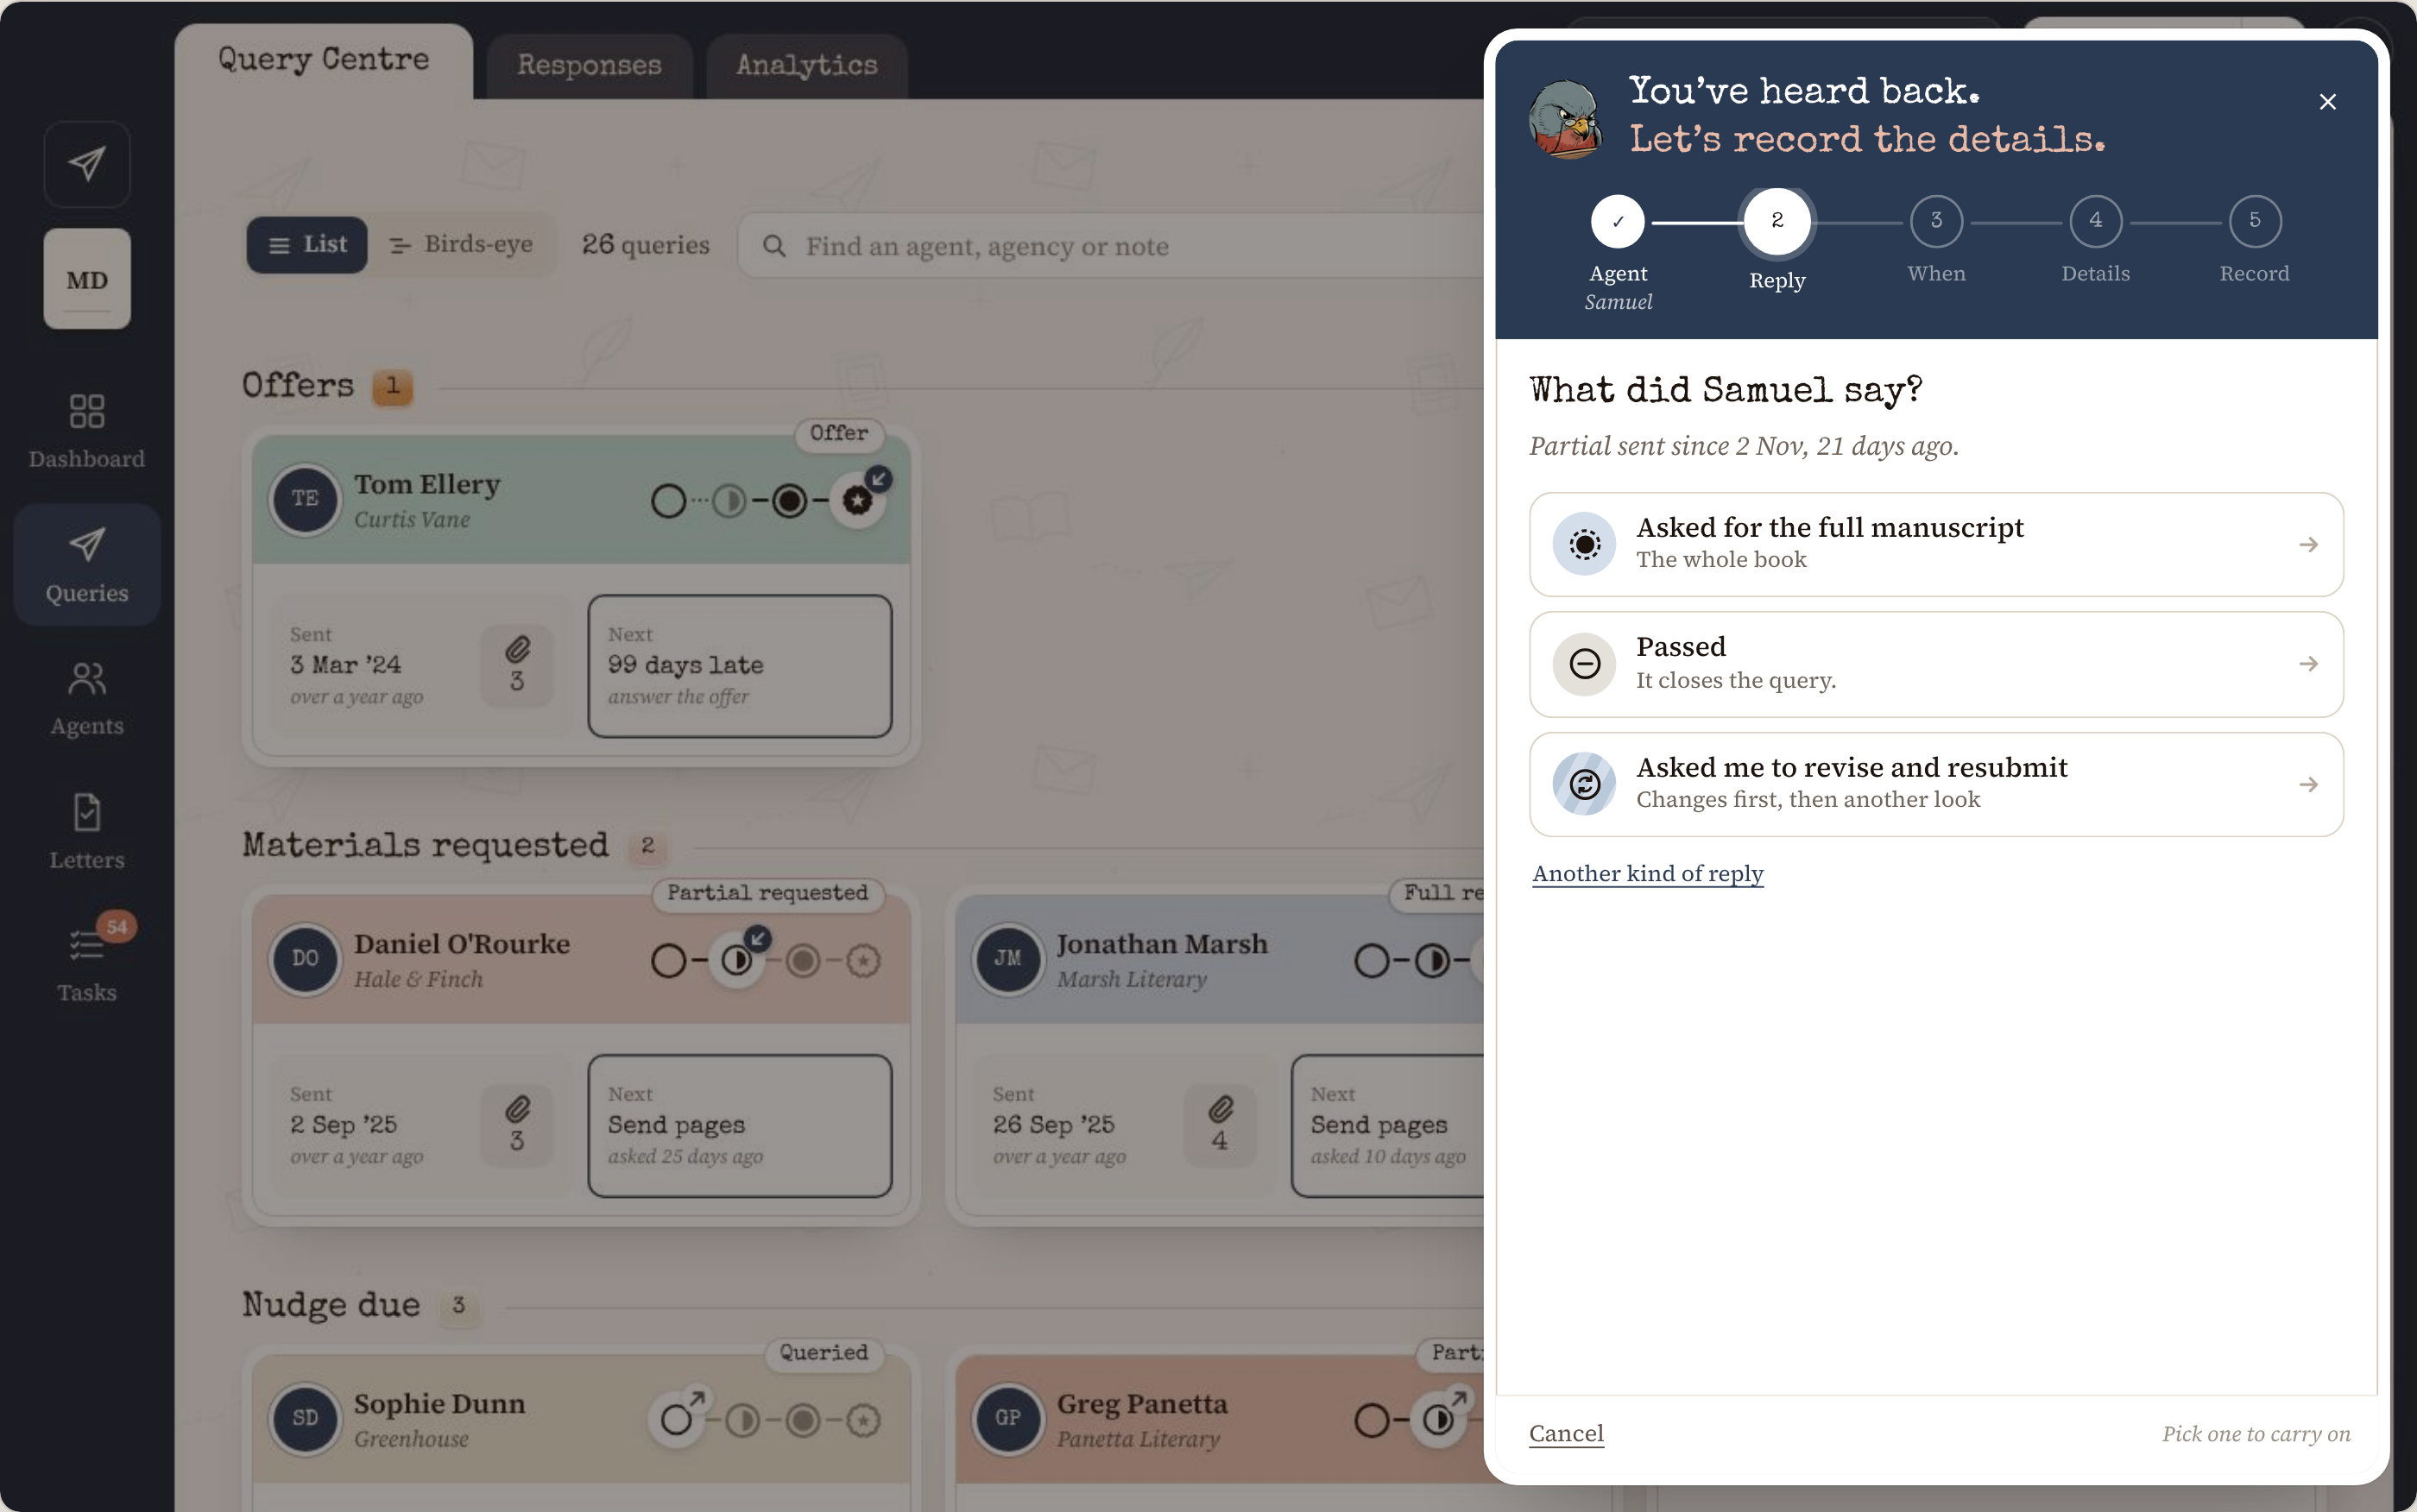 Query Centre
Responses
Analytics
MD
Dashboard
Queries
Agents
Letters
54
Tasks
List
Birds-eye
26 queries
Find an agent, agency or note
Offers 1
Offer
TE
Tom Ellery
Curtis Vane
Sent
3 Mar ’24
over a year ago
3
Next
99 days late
answer the offer
Materials requested 2
Partial requested
DO
Daniel O'Rourke
Hale & Finch
Sent
2 Sep ’25
over a year ago
3
Next
Send pages
asked 25 days ago
Full re
JM
Jonathan Marsh
Marsh Literary
Sent
26 Sep ’25
over a year ago
4
Next
Send pages
asked 10 days ago
Nudge due 3
Queried
SD
Sophie Dunn
Greenhouse
Part
GP
Greg Panetta
Panetta Literary
You’ve heard back.
Let’s record the details.
✓
2
3
4
5
Agent
Samuel
Reply
When
Details
Record
What did Samuel say?
Partial sent since 2 Nov, 21 days ago.
Asked for the full manuscript
The whole book
Passed
It closes the query.
Asked me to revise and resubmit
Changes first, then another look
Another kind of reply
Cancel
Pick one to carry on